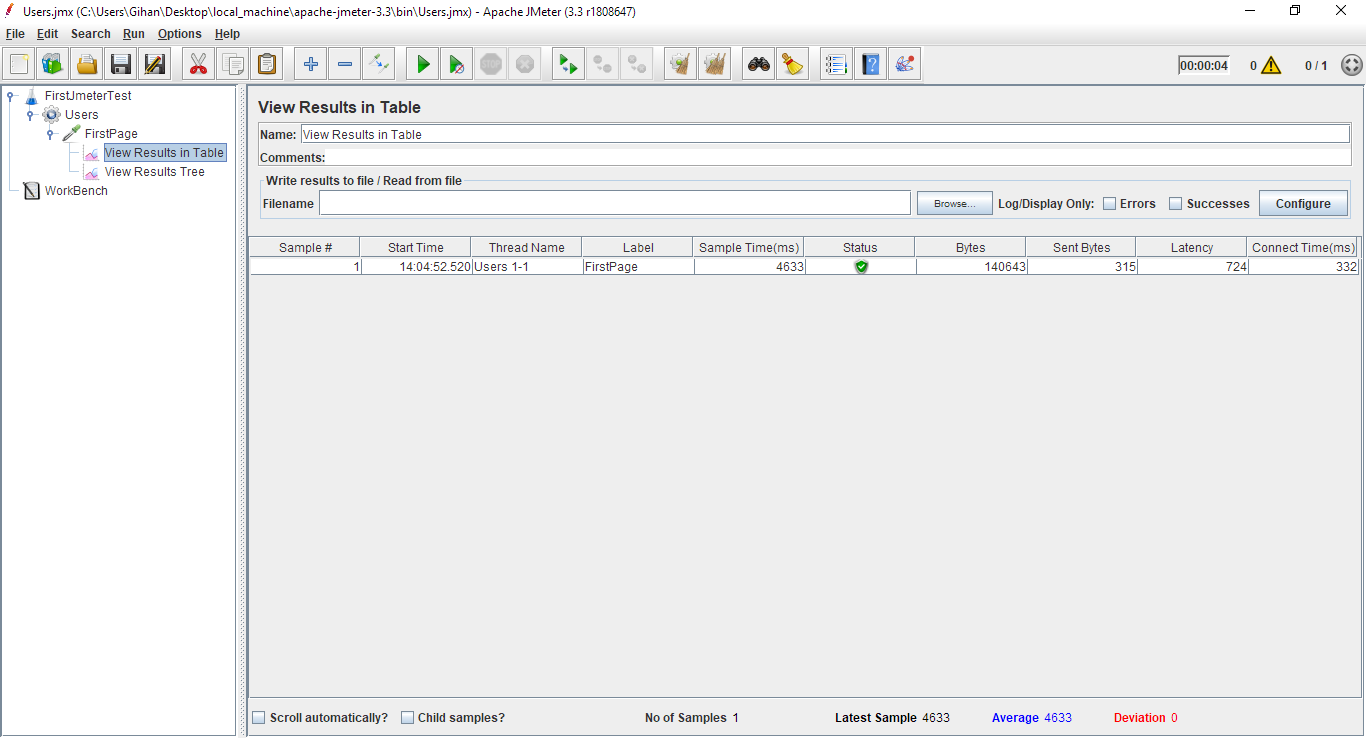 Users.jmx (C:\Users\Gihan\Desktop\local_machine\apache-jmeter-3.3\bin\Users.jmx) - Apache JMeter (3.3 r1808647)
File Edit Search Run Options Help
STOP 00:00:04 0 0 / 1
FirstJmeterTest
Users
FirstPage
View Results in Table
View Results Tree
WorkBench
View Results in Table
Name: View Results in Table
Comments:
Write results to file / Read from file
Filename Browse... Log/Display Only: Errors Successes Configure
Sample # Start Time Thread Name Label Sample Time(ms) Status Bytes Sent Bytes Latency Connect Time(ms)
1 14:04:52.520 Users 1-1 FirstPage 4633 140643 315 724 332
Scroll automatically? Child samples? No of Samples 1 Latest Sample 4633 Average 4633 Deviation 0